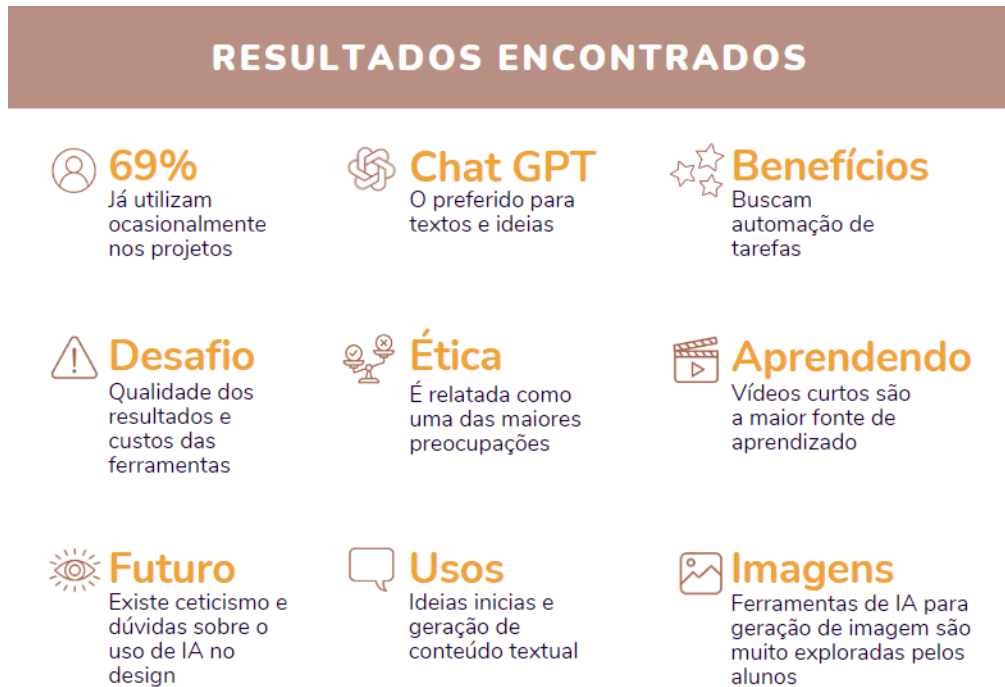 RESULTADOS ENCONTRADOS
69%
Já utilizam
ocasionalmente
nos projetos
Chat GPT
O preferido para
textos e ideias
Benefícios
Buscam
automação de
tarefas
Desafio
Qualidade dos
resultados e
custos das
ferramentas
Ética
É relatada como
uma das maiores
preocupações
Aprendendo
Vídeos curtos são
a maior fonte de
aprendizado
Futuro
Existe ceticismo e
dúvidas sobre o
uso de IA no
design
Usos
Ideias inicias e
geração de
conteúdo textual
Imagens
Ferramentas de IA para
geração de imagem são
muito exploradas pelos
alunos